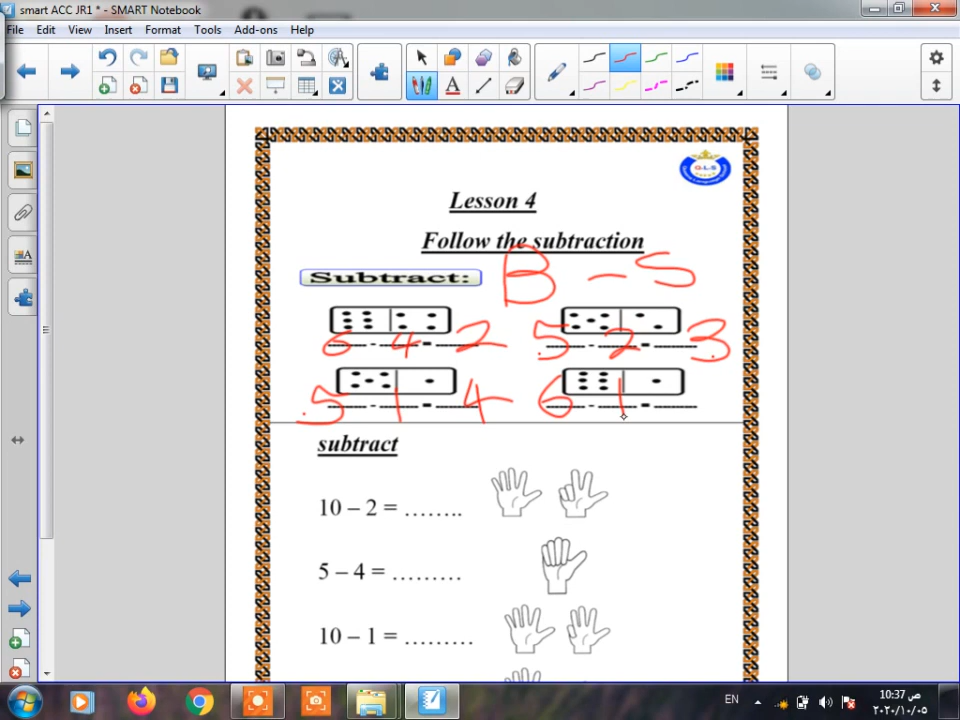 smart ACC JR1 * - SMART Notebook
File Edit View Insert Format Tools Add-ons Help
Lesson 4
Follow the subtraction
Subtract: B - S
6 - 4 = 2 5 - 2 = 3
5 - 1 = 4 6 - 1 =
subtract
10 – 2 = ……..
5 – 4 = ………
10 – 1 = ………
EN
10:37 ص
٢٠٢٠/١٠/٠٥